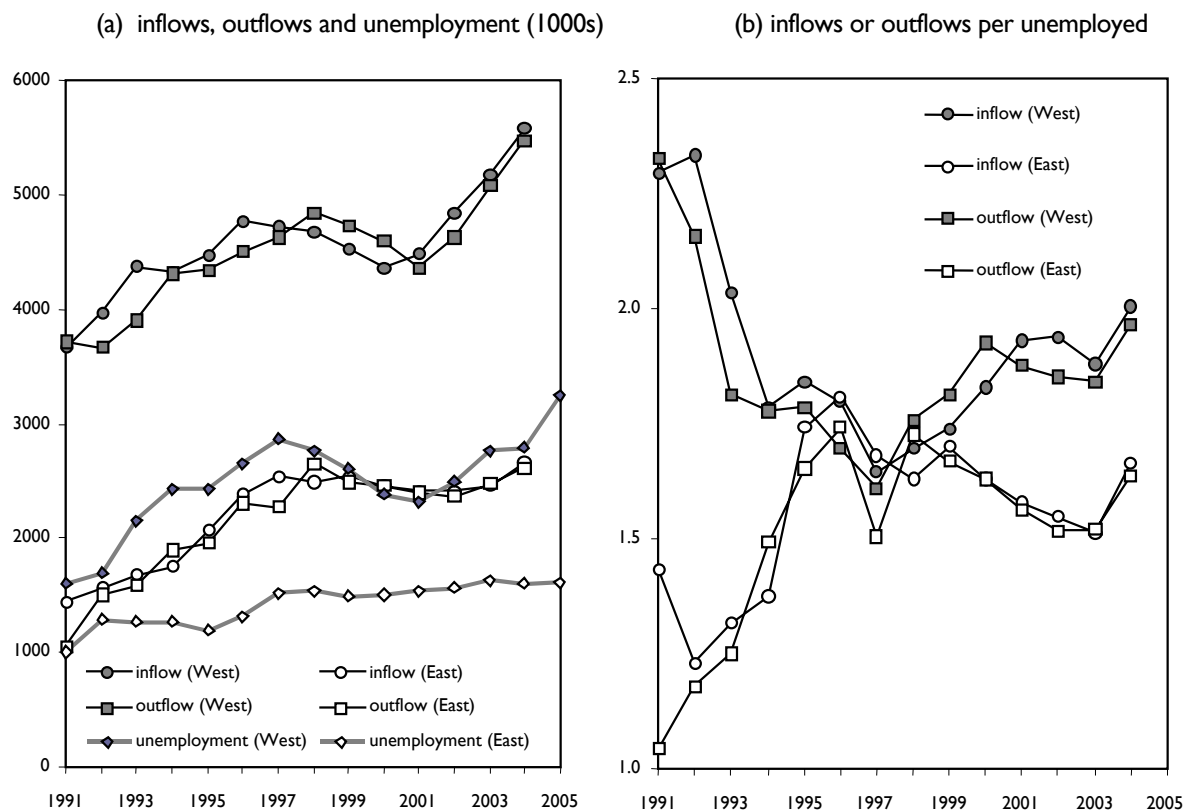 (a) inflows, outflows and unemployment (1000s)
6000
5000
4000
3000
2000
1000
0
inflow (West)
inflow (East)
outflow (West)
outflow (East)
unemployment (West)
unemployment (East)
1991 1993 1995 1997 1999 2001 2003 2005
(b) inflows or outflows per unemployed
2.5
2.0
1.5
1.0
inflow (West)
inflow (East)
outflow (West)
outflow (East)
1991 1993 1995 1997 1999 2001 2003 2005